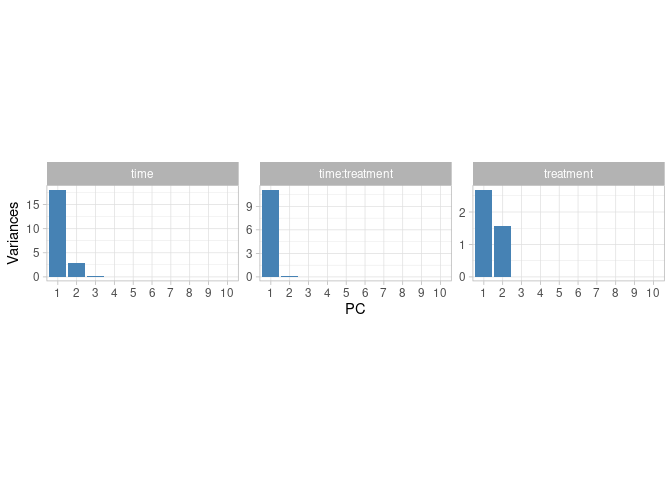 time
time:treatment
treatment
Variances
15
10
5
0
9
6
3
0
2
1
0
1 2 3 4 5 6 7 8 9 10
1 2 3 4 5 6 7 8 9 10
1 2 3 4 5 6 7 8 9 10
PC